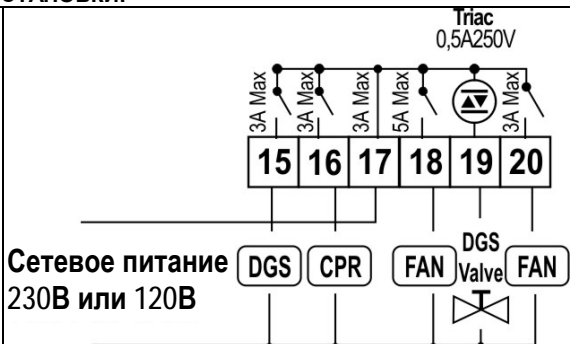 Triac
0,5A250V
3A Max
3A Max
3A Max
5A Max
3A Max
15 16 17 18 19 20
DGS CPR FAN DGS Valve FAN
Сетевое питание
230В или 120В